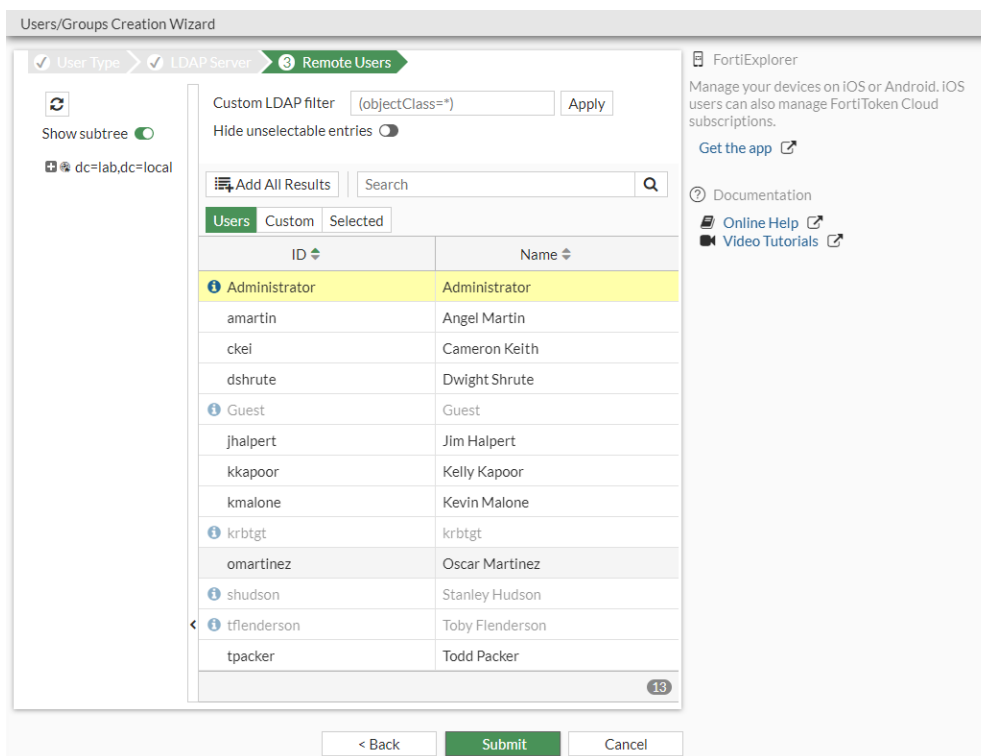 Users/Groups Creation Wizard
User Type
LDAP Server
3 Remote Users
Show subtree
dc=lab,dc=local
Custom LDAP filter (objectClass=*) Apply
Hide unselectable entries
Add All Results Search
Users Custom Selected
ID Name
Administrator Administrator
amartin Angel Martin
ckei Cameron Keith
dshrute Dwight Shrute
Guest Guest
jhalpert Jim Halpert
kkapoor Kelly Kapoor
kmalone Kevin Malone
krbtgt krbtgt
omartinez Oscar Martinez
shudson Stanley Hudson
tflenderson Toby Flenderson
tpacker Todd Packer
13
< Back Submit Cancel
FortiExplorer
Manage your devices on iOS or Android. iOS
users can also manage FortiToken Cloud
subscriptions.
Get the app
Documentation
Online Help
Video Tutorials